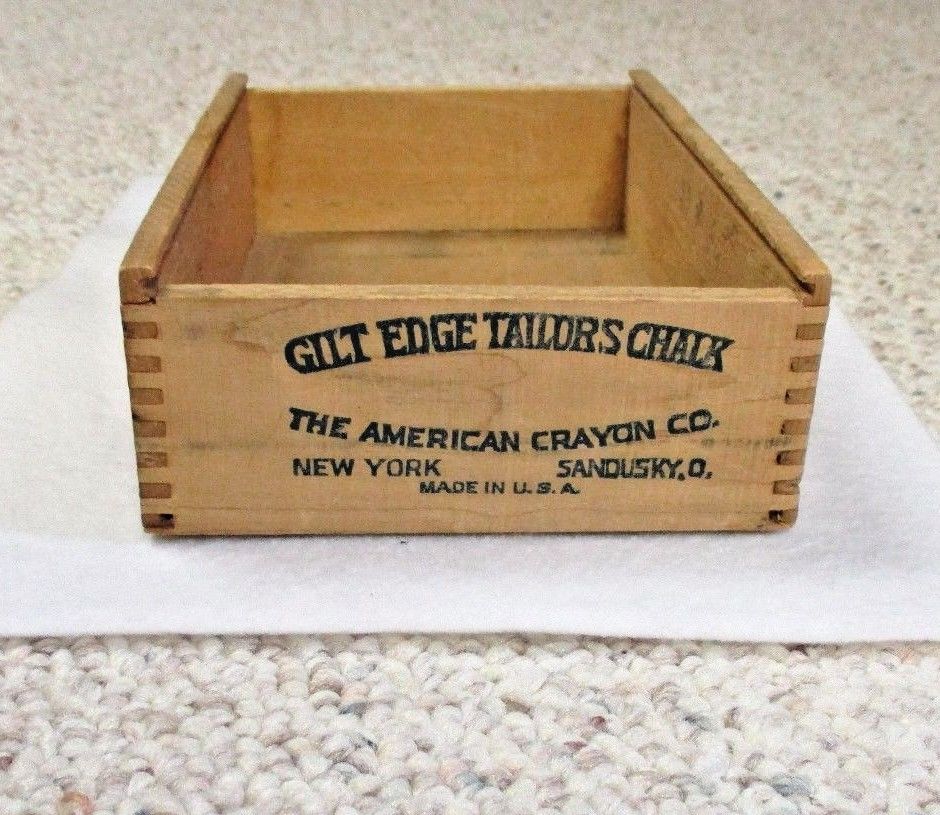 GILT EDGE TAILORS CHALK
THE AMERICAN CRAYON CO.
NEW YORK SANDUSKY, O.
MADE IN U.S.A.